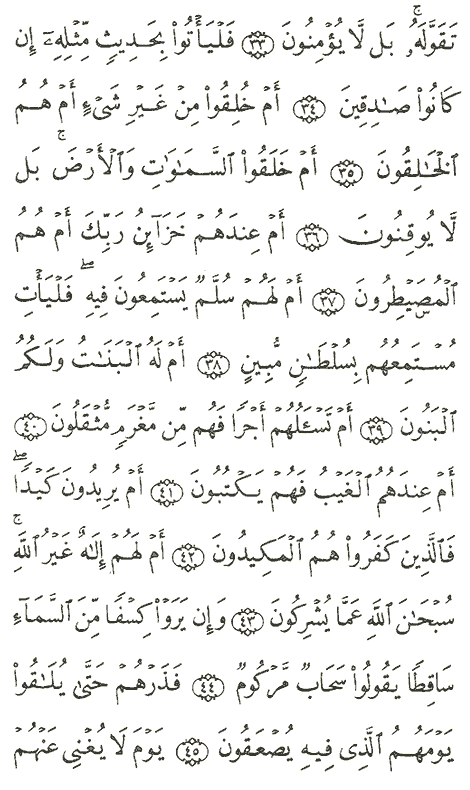 تَقَوَّلَهُۥۚ بَل لَّا يُؤۡمِنُونَ ٣٣ فَلۡيَأۡتُواْ بِحَدِيثٖ مِّثۡلِهِۦٓ إِن
كَانُواْ صَٰدِقِينَ ٣٤ أَمۡ خُلِقُواْ مِنۡ غَيۡرِ شَيۡءٍ أَمۡ هُمُ
ٱلۡخَٰلِقُونَ ٣٥ أَمۡ خَلَقُواْ ٱلسَّمَٰوَٰتِ وَٱلۡأَرۡضَۚ بَل
لَّا يُوقِنُونَ ٣٦ أَمۡ عِندَهُمۡ خَزَآئِنُ رَبِّكَ أَمۡ هُمُ
ٱلۡمُصَۜيۡطِرُونَ ٣٧ أَمۡ لَهُمۡ سُلَّمٞ يَسۡتَمِعُونَ فِيهِۖ فَلۡيَأۡتِ
مُسۡتَمِعُهُم بِسُلۡطَٰنٖ مُّبِينٍ ٣٨ أَمۡ لَهُ ٱلۡبَنَٰتُ وَلَكُمُ
ٱلۡبَنُونَ ٣٩ أَمۡ تَسۡـَٔلُهُمۡ أَجۡرٗا فَهُم مِّن مَّغۡرَمٖ مُّثۡقَلُونَ ٤٠
أَمۡ عِندَهُمُ ٱلۡغَيۡبُ فَهُمۡ يَكۡتُبُونَ ٤١ أَمۡ يُرِيدُونَ كَيۡدٗاۖ
فَٱلَّذِينَ كَفَرُواْ هُمُ ٱلۡمَكِيدُونَ ٤٢ أَمۡ لَهُمۡ إِلَٰهٌ غَيۡرُ ٱللَّهِۚ
سُبۡحَٰنَ ٱللَّهِ عَمَّا يُشۡرِكُونَ ٤٣ وَإِن يَرَوۡاْ كِسۡفٗا مِّنَ ٱلسَّمَآءِ
سَاقِطٗا يَقُولُواْ سَحَابٞ مَّرۡكُومٞ ٤٤ فَذَرۡهُمۡ حَتَّىٰ يُلَٰقُواْ
يَوۡمَهُمُ ٱلَّذِي فِيهِ يُصۡعَقُونَ ٤٥ يَوۡمَ لَا يُغۡنِي عَنۡهُمۡ